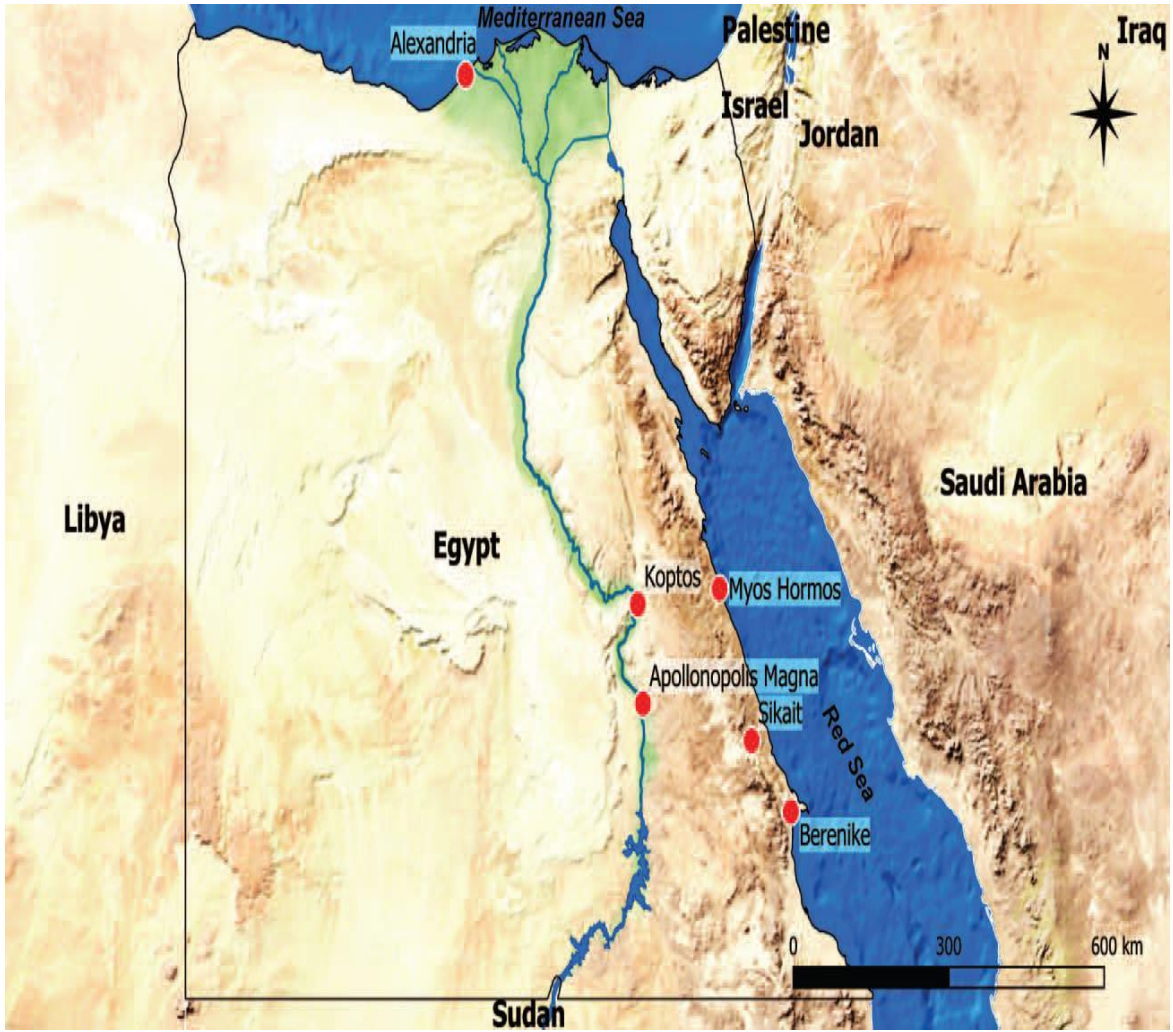 Mediterranean Sea
Alexandria
Palestine
Iraq
N
Israel
Jordan
Saudi Arabia
Libya
Egypt
Koptos
Myos Hormos
Apollonopolis Magna
Sikait
Red Sea
Berenike
0 300 600 km
Sudan